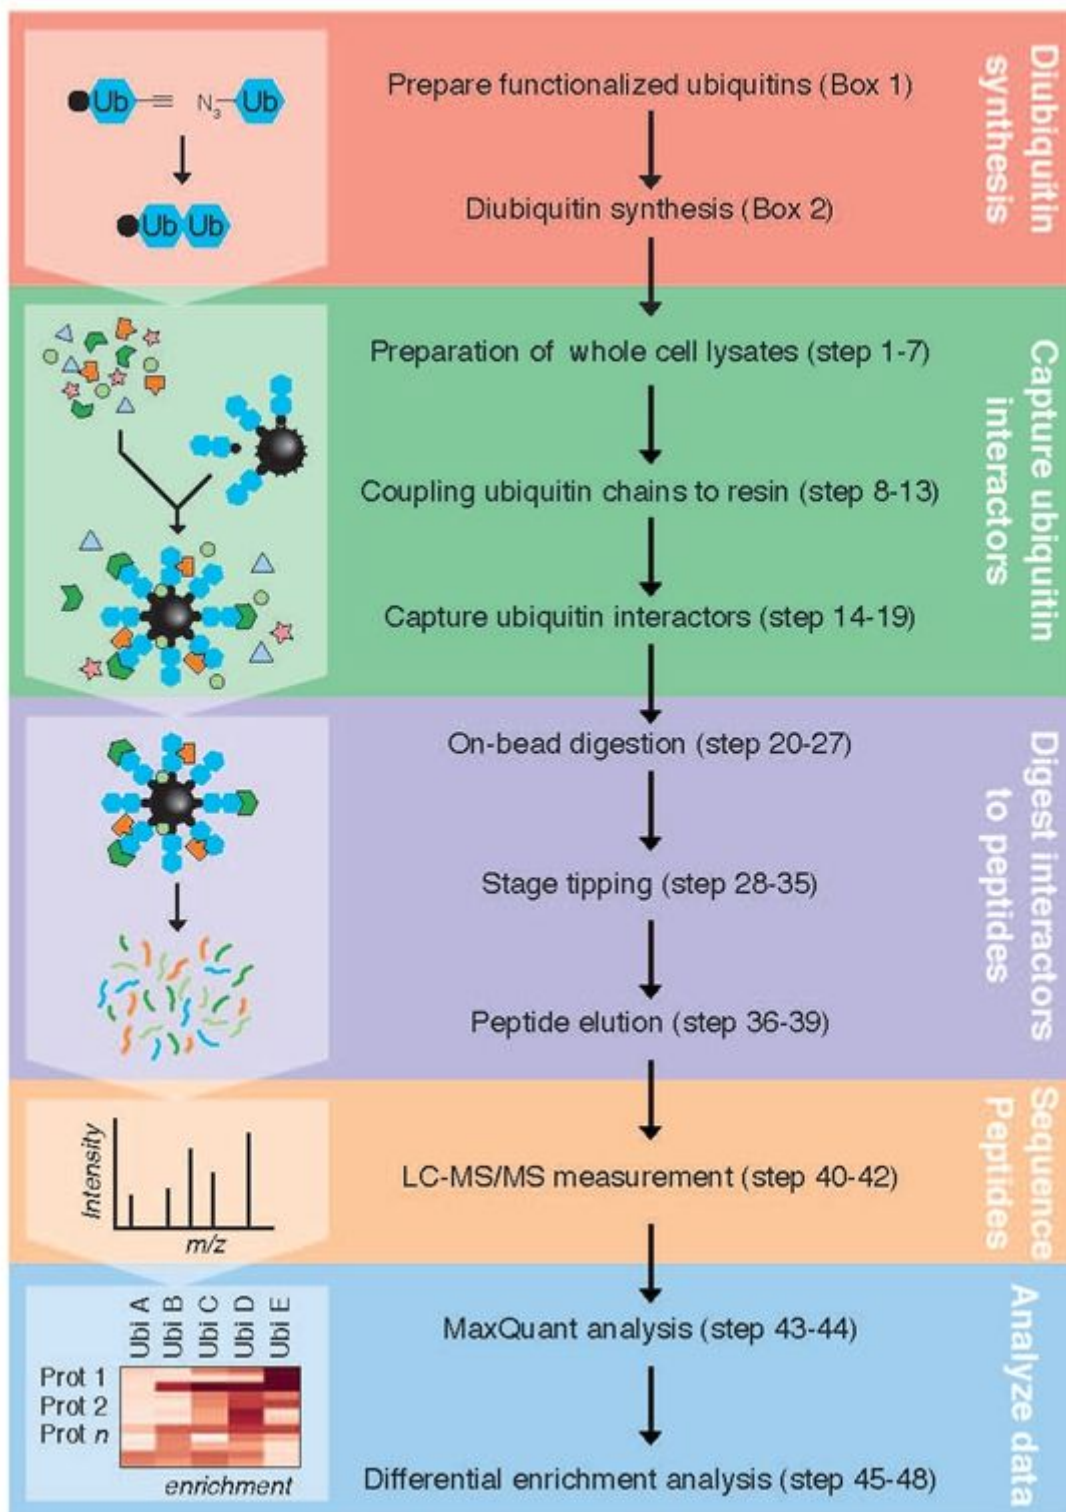 Diubiquitin
synthesis
Ub
N3
Ub
Ub Ub
Prepare functionalized ubiquitins (Box 1)
Diubiquitin synthesis (Box 2)
Capture ubiquitin
interactors
Preparation of whole cell lysates (step 1-7)
Coupling ubiquitin chains to resin (step 8-13)
Capture ubiquitin interactors (step 14-19)
Digest interactors
to peptides
On-bead digestion (step 20-27)
Stage tipping (step 28-35)
Peptide elution (step 36-39)
Sequence
Peptides
Intensity
m/z
LC-MS/MS measurement (step 40-42)
Analyze data
Ubi A
Ubi B
Ubi C
Ubi D
Ubi E
Prot 1
Prot 2
Prot n
enrichment
MaxQuant analysis (step 43-44)
Differential enrichment analysis (step 45-48)